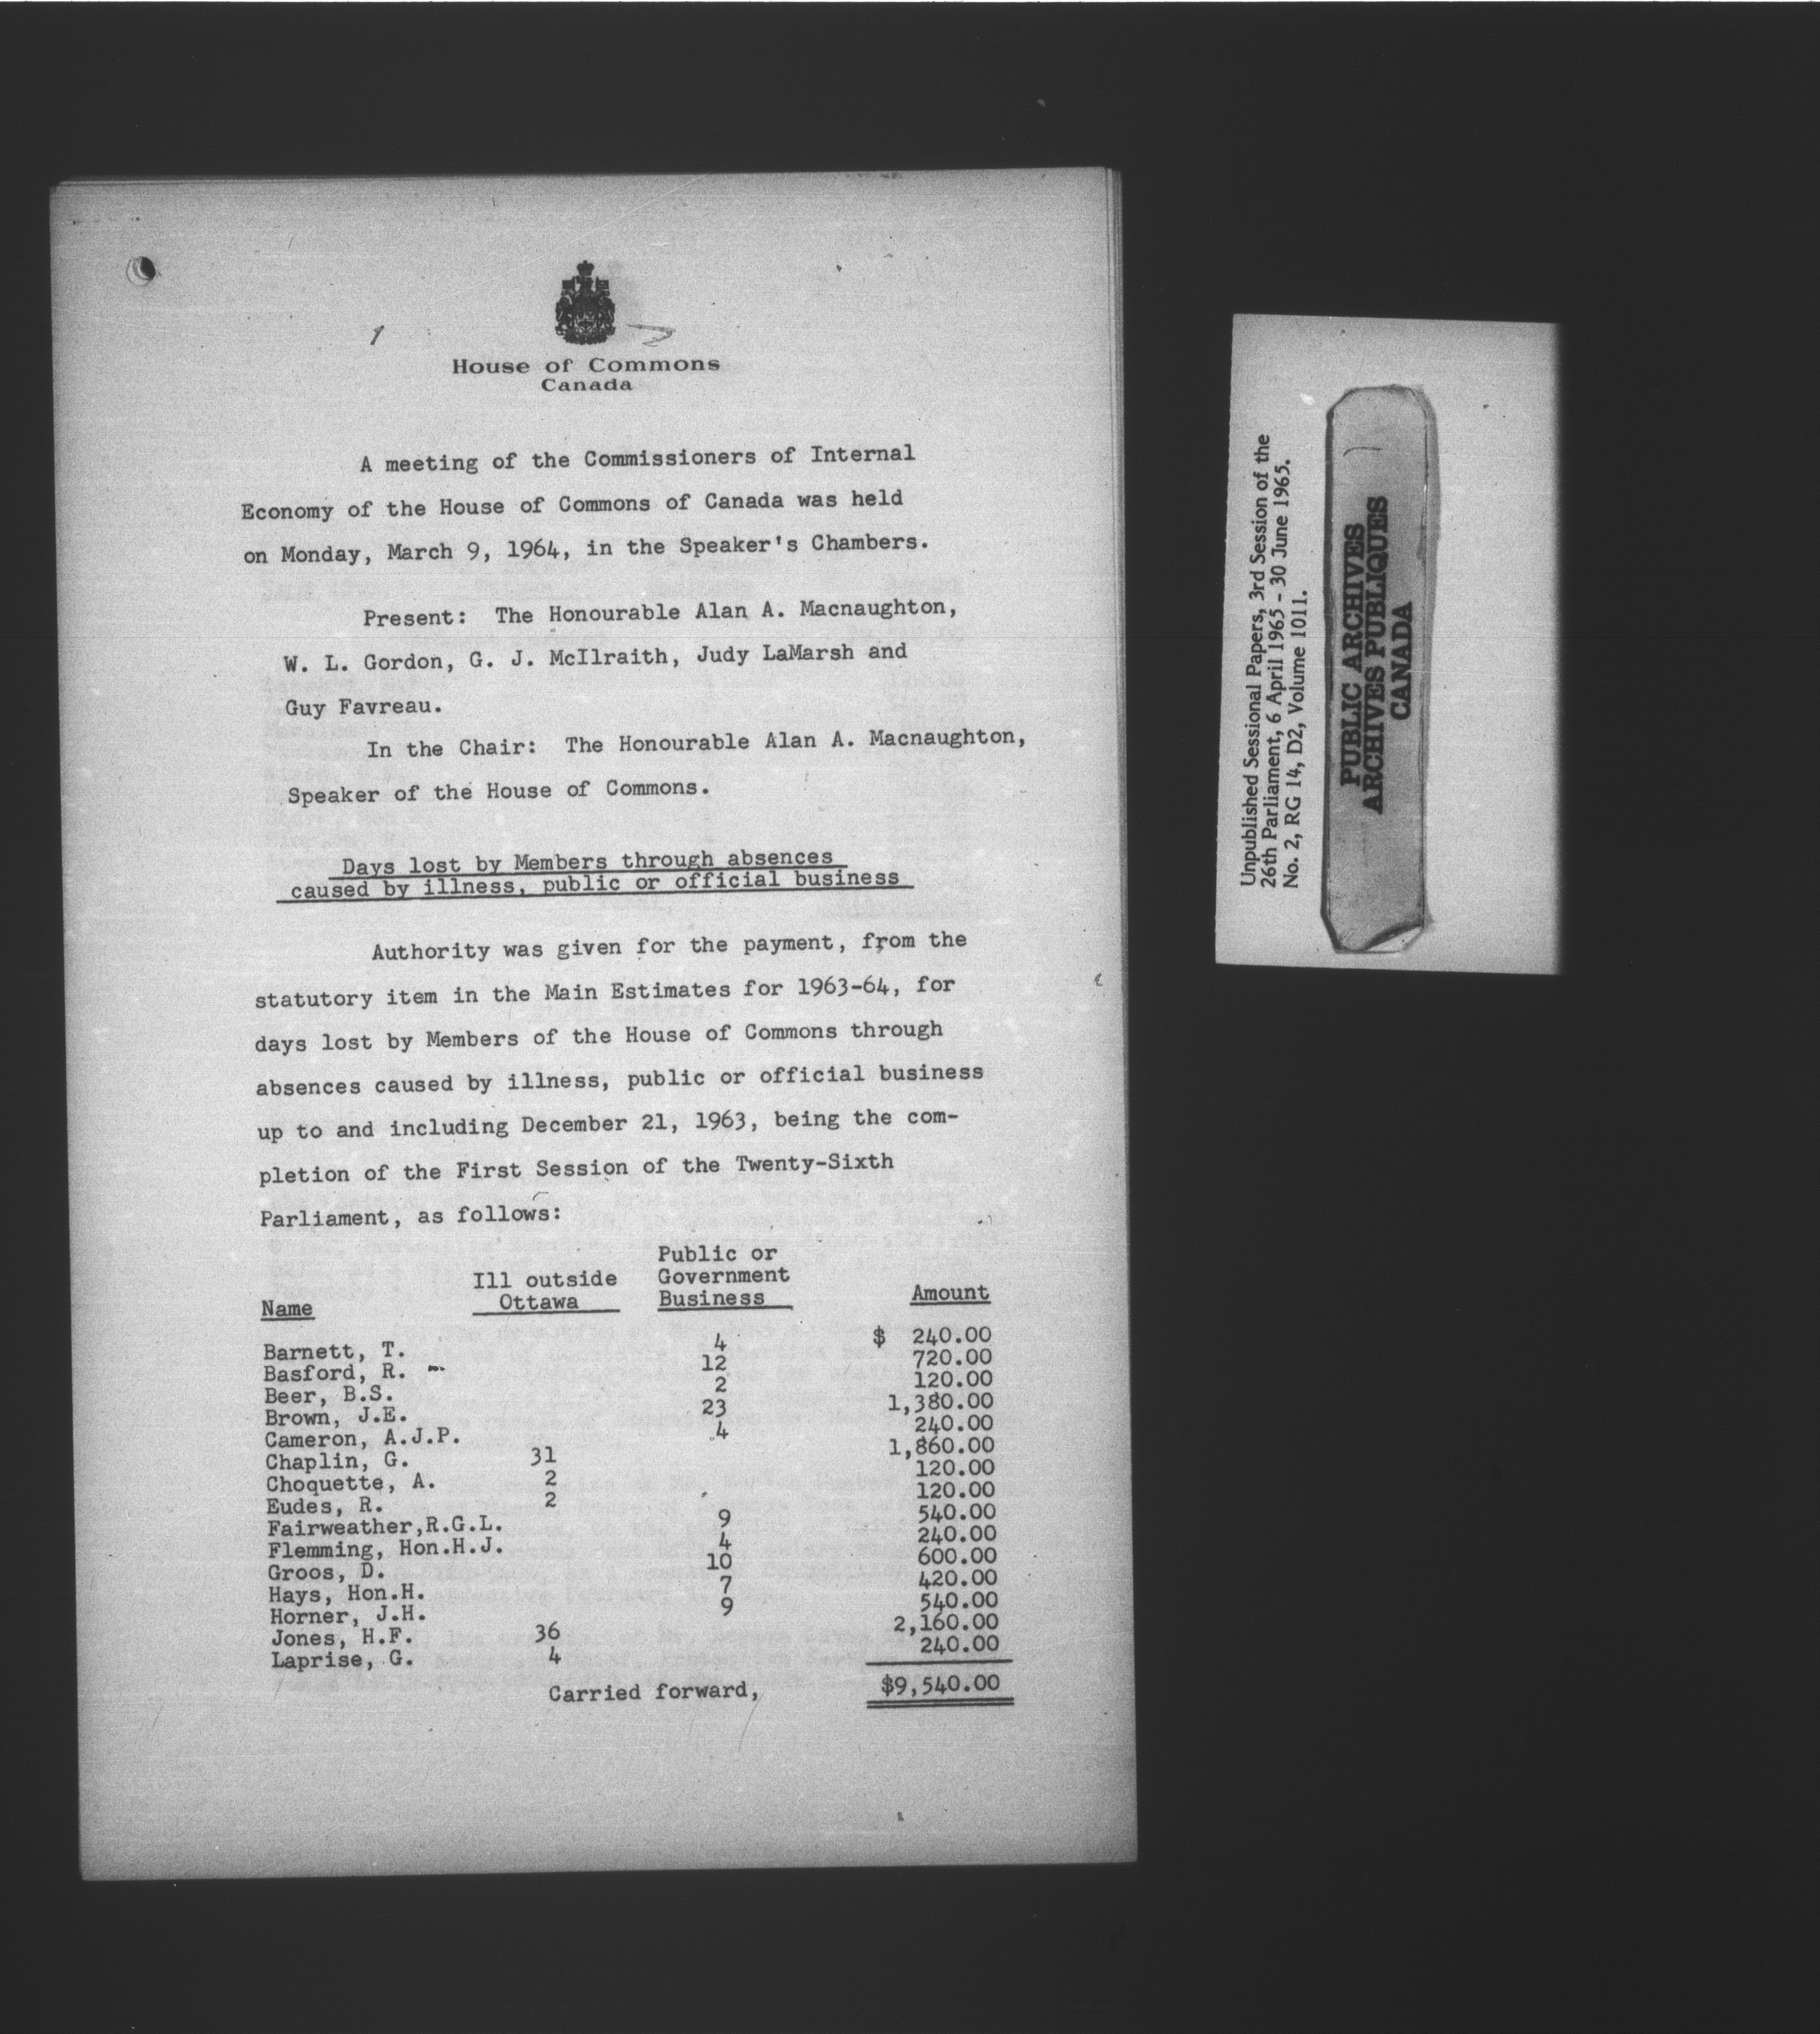 House of Commons
Canada
A meeting of the Commissioners of Internal
Economy of the House of Commons of Canada was held
on Monday, March 9, 1964, in the Speaker's Chambers.
Present: The Honourable Alan A. Macnaughton,
W. L. Gordon, G. J. McIlraith, Judy LaMarsh and
Guy Favreau.
In the Chair: The Honourable Alan A. Macnaughton,
Speaker of the House of Commons.
Days lost by Members through absences
caused by illness, public or official business
Authority was given for the payment, from the
statutory item in the Main Estimates for 1963-64, for
days lost by Members of the House of Commons through
absences caused by illness, public or official business
up to and including December 21, 1963, being the com-
pletion of the First Session of the Twenty-Sixth
Parliament, as follows:
Name Ill outside Ottawa Public or Government Business Amount
Barnett, T. 4 $ 240.00
Basford, R. 12 720.00
Beer, B.S. 2 120.00
Brown, J.E. 23 1,380.00
Cameron, A.J.P. 4 240.00
Chaplin, G. 31 1,860.00
Choquette, A. 2 120.00
Eudes, R. 2 120.00
Fairweather,R.G.L. 9 540.00
Flemming, Hon.H.J. 4 240.00
Groos, D. 10 600.00
Hays, Hon.H. 7 420.00
Horner, J.H. 9 540.00
Jones, H.F. 36 2,160.00
Laprise, G. 4 240.00
Carried forward, $9,540.00
Unpublished Sessional Papers, 3rd Session of the
26th Parliament, 6 April 1965 - 30 June 1965.
No. 2, RG 14, D2, Volume 1011.
PUBLIC ARCHIVES
ARCHIVES PUBLIQUES
CANADA